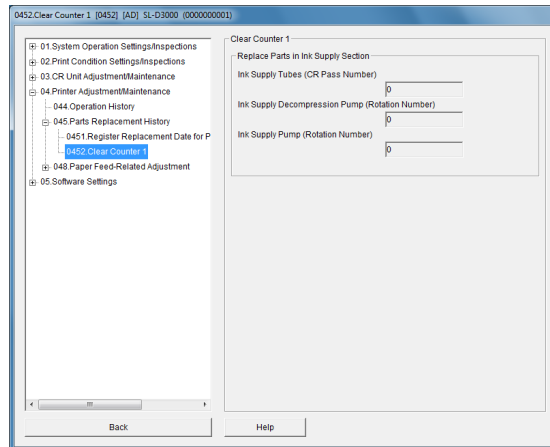 0452.Clear Counter 1 [0452] [AD] SL-D3000 (0000000001)
01.System Operation Settings/Inspections
02.Print Condition Settings/Inspections
03.CR Unit Adjustment/Maintenance
04.Printer Adjustment/Maintenance
044.Operation History
045.Parts Replacement History
0451.Register Replacement Date for P
0452.Clear Counter 1
048.Paper Feed-Related Adjustment
05.Software Settings
Clear Counter 1
Replace Parts in Ink Supply Section
Ink Supply Tubes (CR Pass Number)
0
Ink Supply Decompression Pump (Rotation Number)
0
Ink Supply Pump (Rotation Number)
0
Back
Help